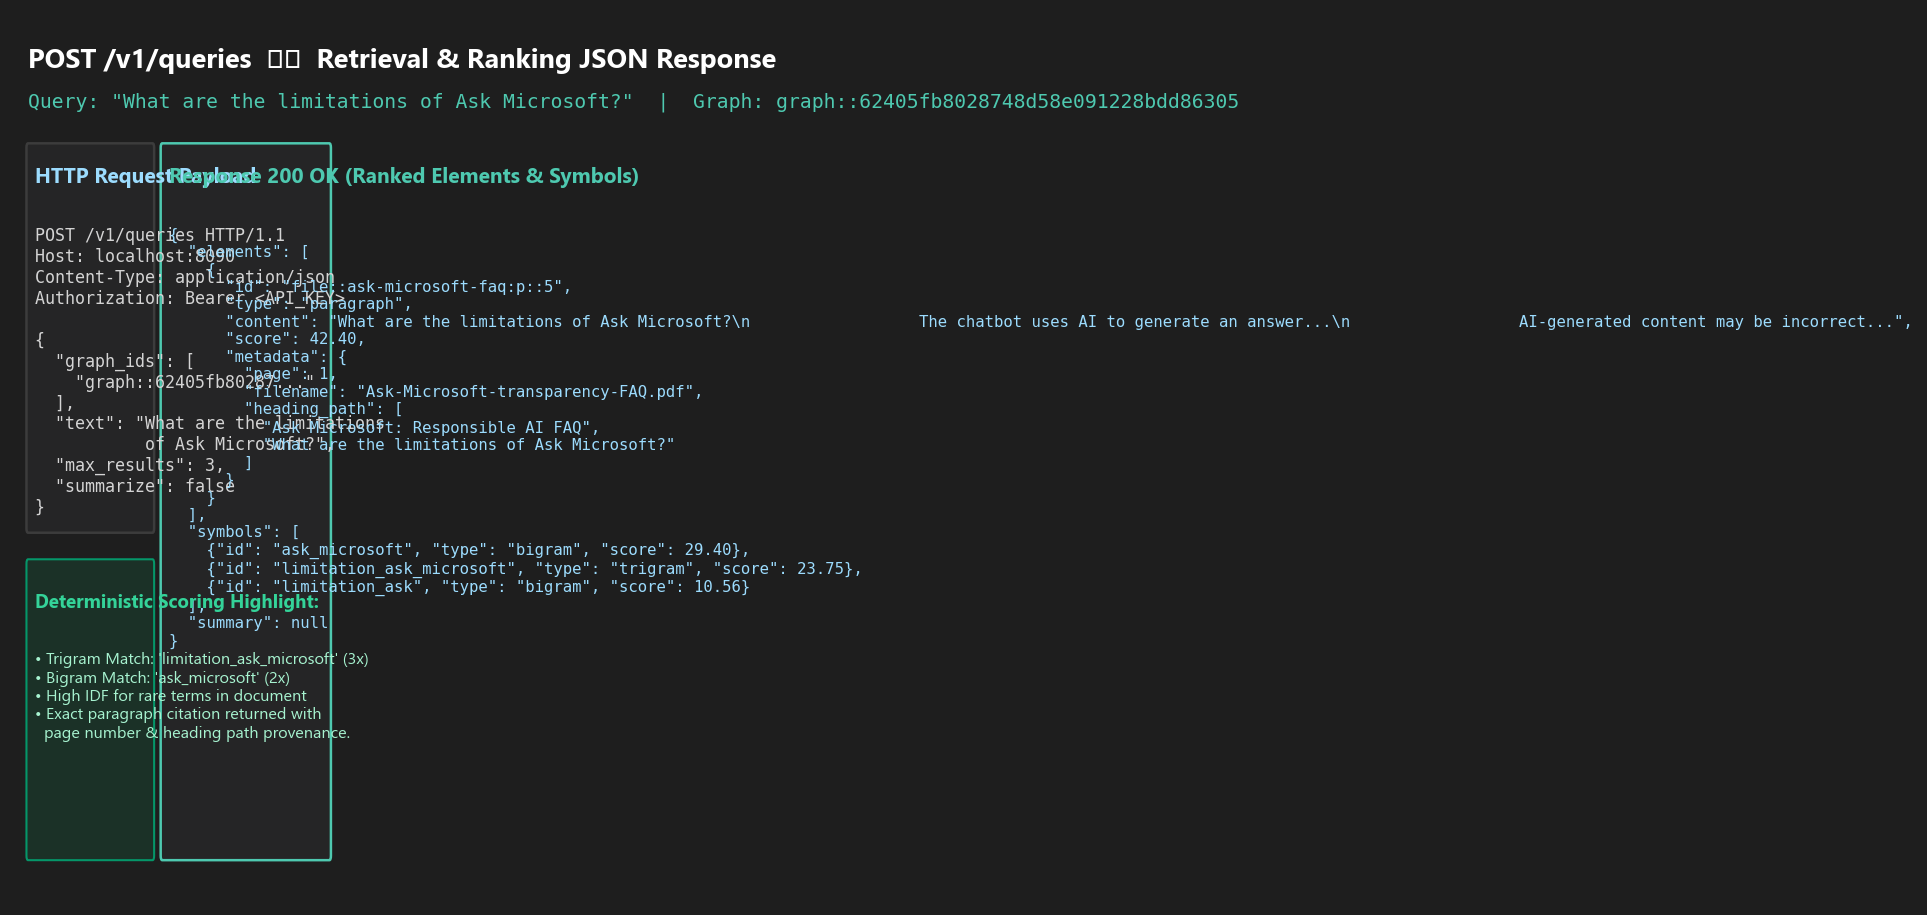 POST /v1/queries  Retrieval & Ranking JSON Response
Query: "What are the limitations of Ask Microsoft?"  |  Graph: graph::62405fb8028748d58e091228bdd86305
HTTP Request Payload
POST /v1/queries HTTP/1.1
Host: localhost:8090
Content-Type: application/json
Authorization: Bearer <API_KEY>
{
  "graph_ids": [
    "graph::62405fb80287..."
  ],
  "text": "What are the limitations
           of Ask Microsoft?",
  "max_results": 3,
  "summarize": false
}
Deterministic Scoring Highlight:
• Trigram Match: 'limitation_ask_microsoft' (3x)
• Bigram Match: 'ask_microsoft' (2x)
• High IDF for rare terms in document
• Exact paragraph citation returned with
  page number & heading path provenance.
Response 200 OK (Ranked Elements & Symbols)
{
  "elements": [
    {
      "id": "file::ask-microsoft-faq:p::5",
      "type": "paragraph",
      "content": "What are the limitations of Ask Microsoft?\n                  The chatbot uses AI to generate an answer...\n                  AI-generated content may be incorrect...",
      "score": 42.40,
      "metadata": {
        "page": 1,
        "filename": "Ask-Microsoft-transparency-FAQ.pdf",
        "heading_path": [
          "Ask Microsoft: Responsible AI FAQ",
          "What are the limitations of Ask Microsoft?"
        ]
      }
    }
  ],
  "symbols": [
    {"id": "ask_microsoft", "type": "bigram", "score": 29.40},
    {"id": "limitation_ask_microsoft", "type": "trigram", "score": 23.75},
    {"id": "limitation_ask", "type": "bigram", "score": 10.56}
  ],
  "summary": null
}